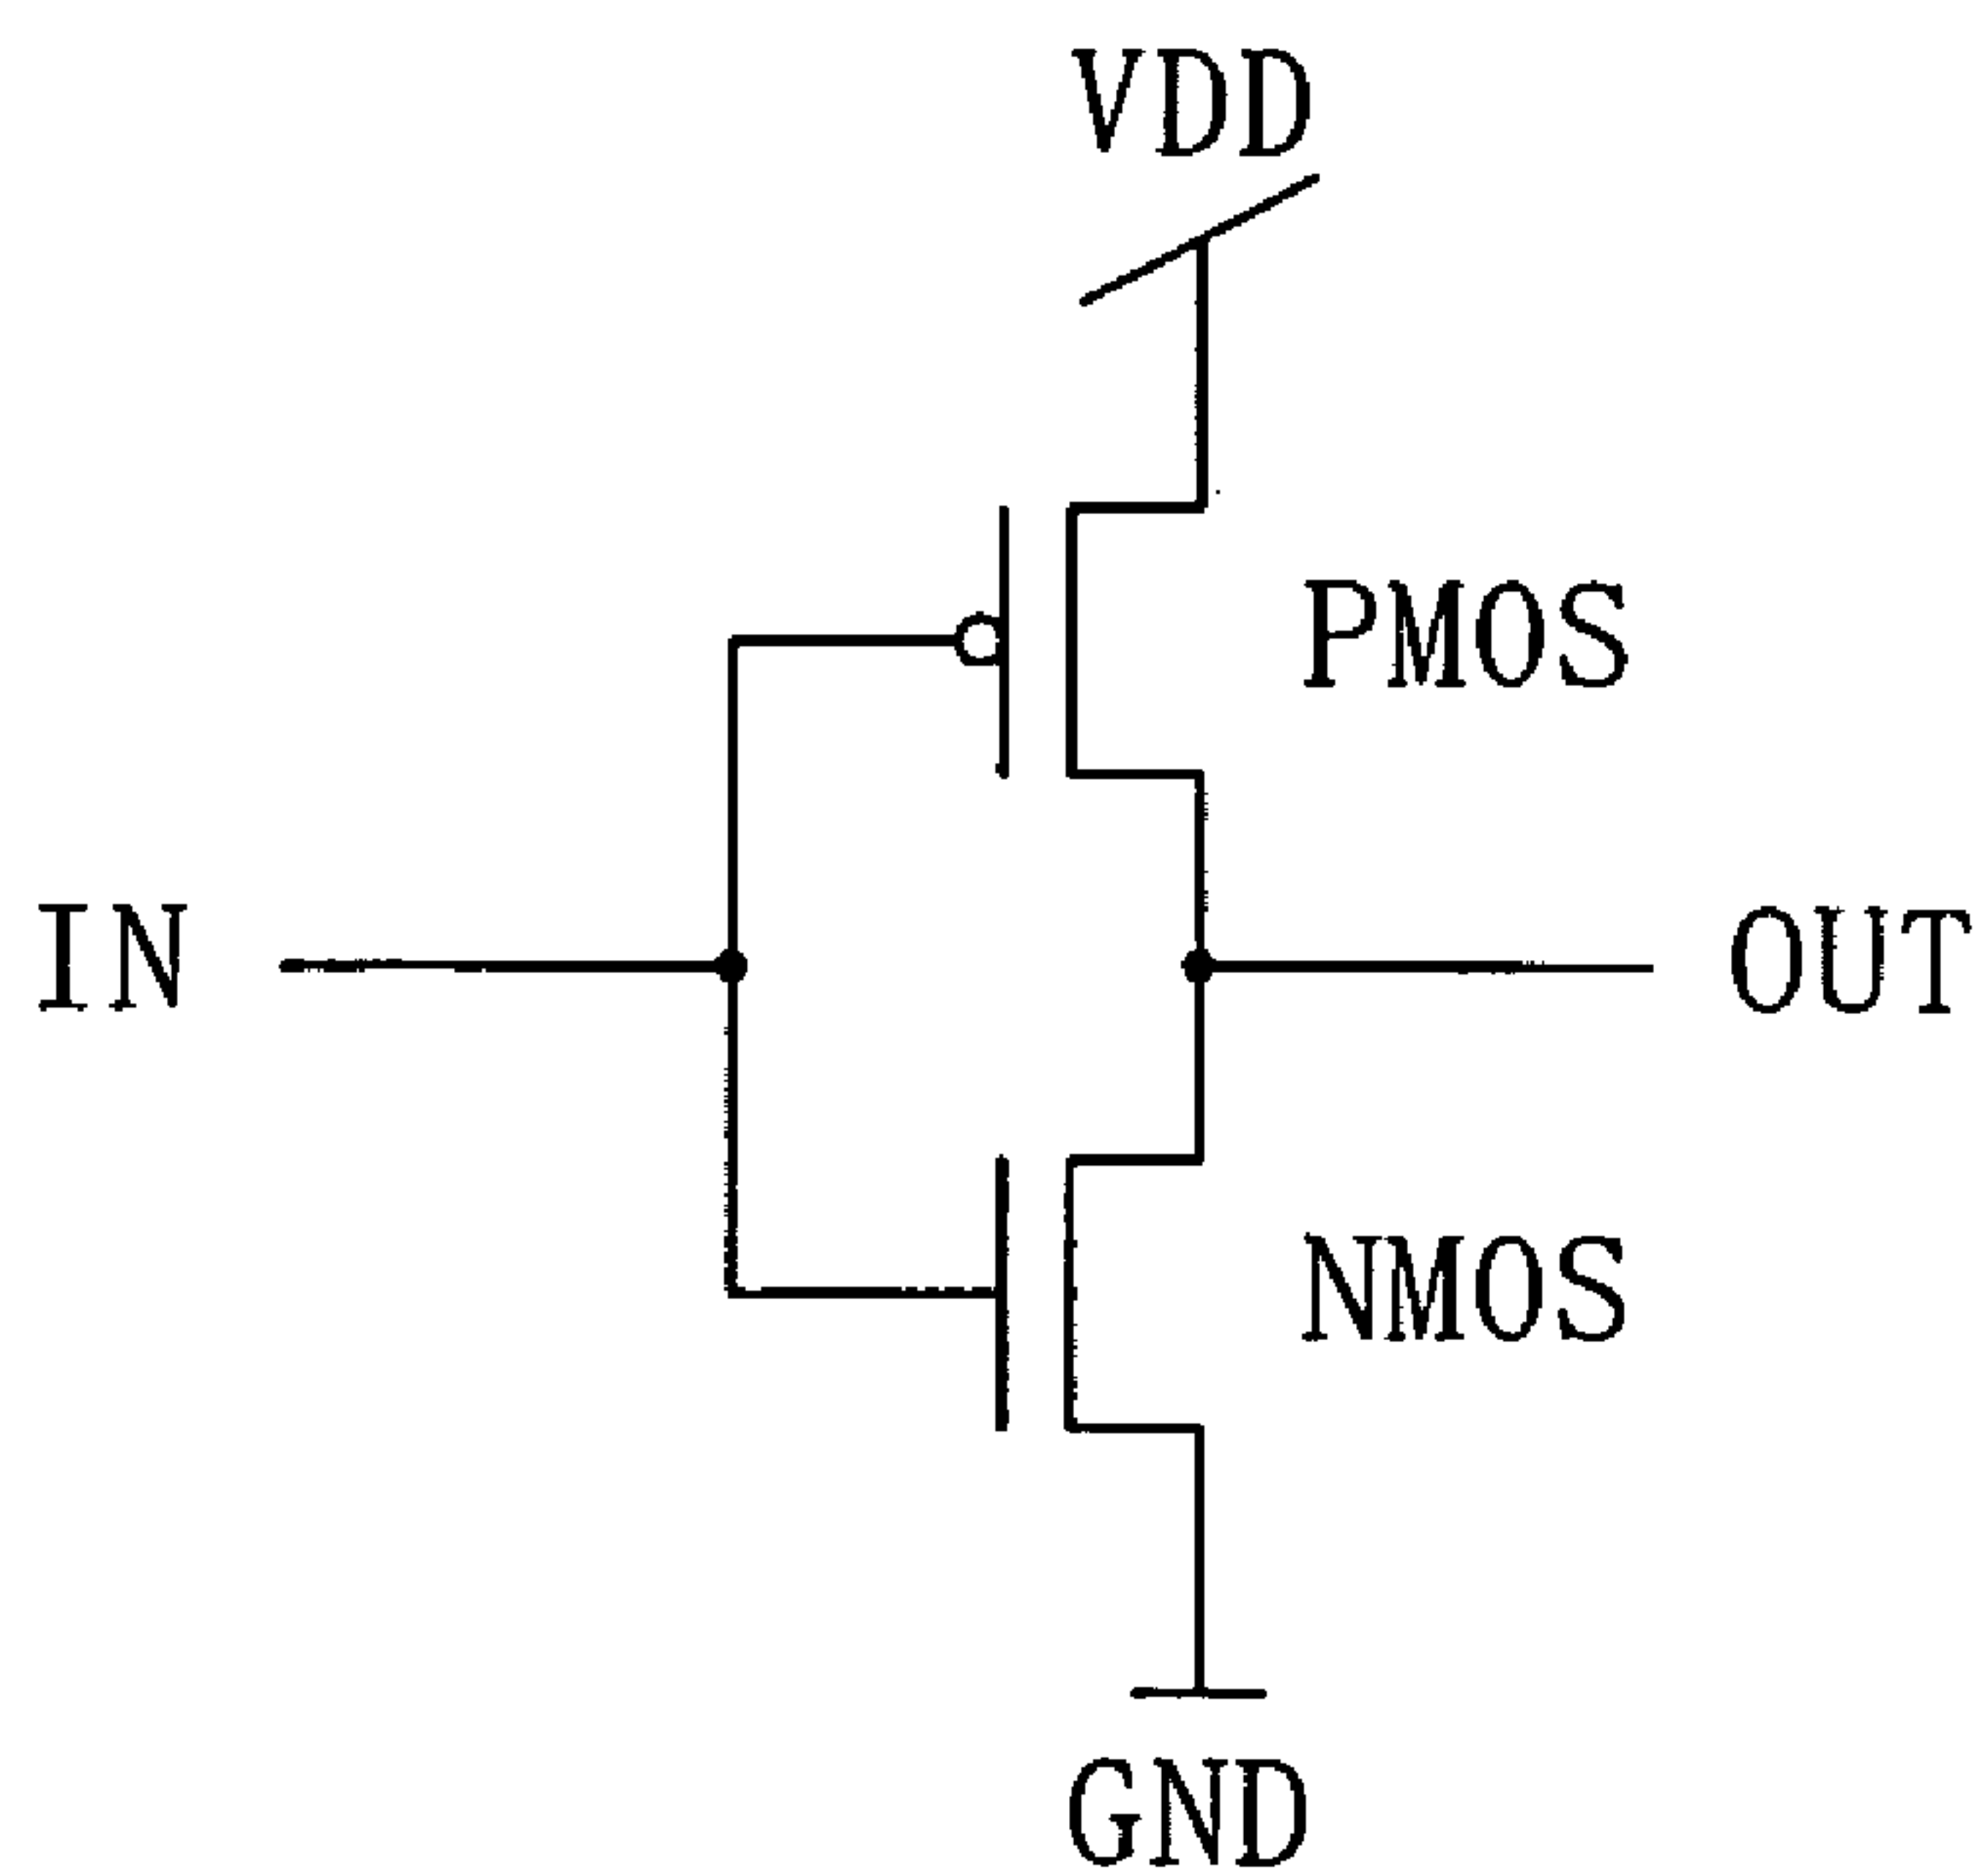 VDD
PMOS
IN
OUT
NMOS
GND